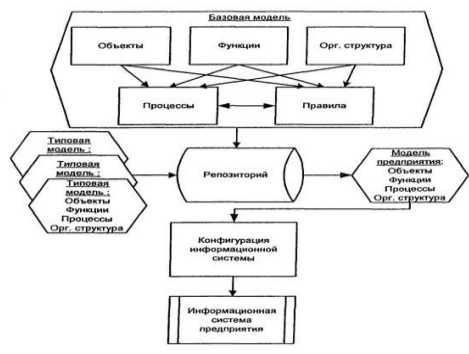 Базовая модель
Объекты
Функции
Орг. структура
Процессы
Правила
Типовая
модель :
Типовая
модель :
Типовая
модель :
Объекты
Функции
Процессы
Орг. структура
Репозиторий
Модель
предприятия:
Объекты
Функции
Процессы
Орг. структура
Конфигурация
информационной
системы
Информационная
система
предприятия